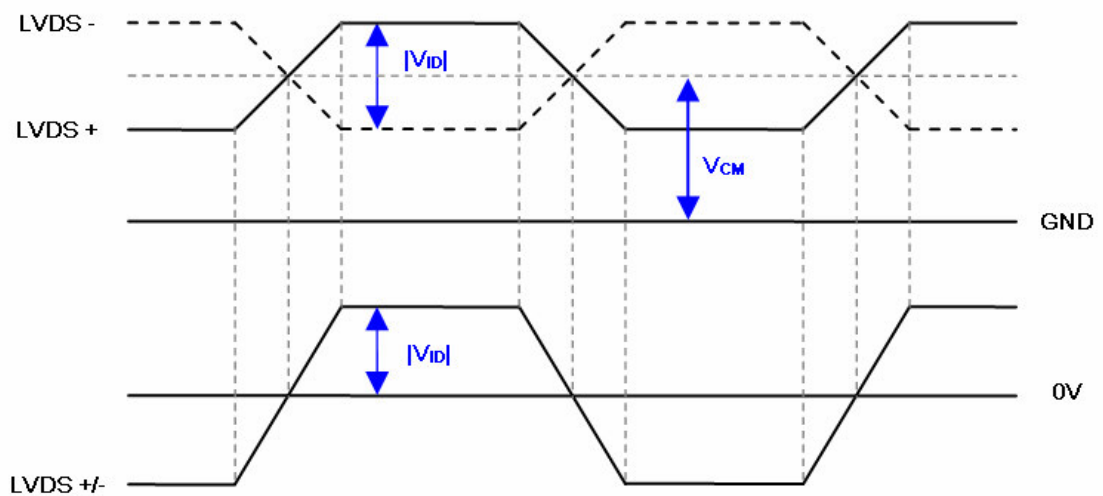 LVDS -
|VID|
LVDS +
VCM
GND
|VID|
0V
LVDS +/-